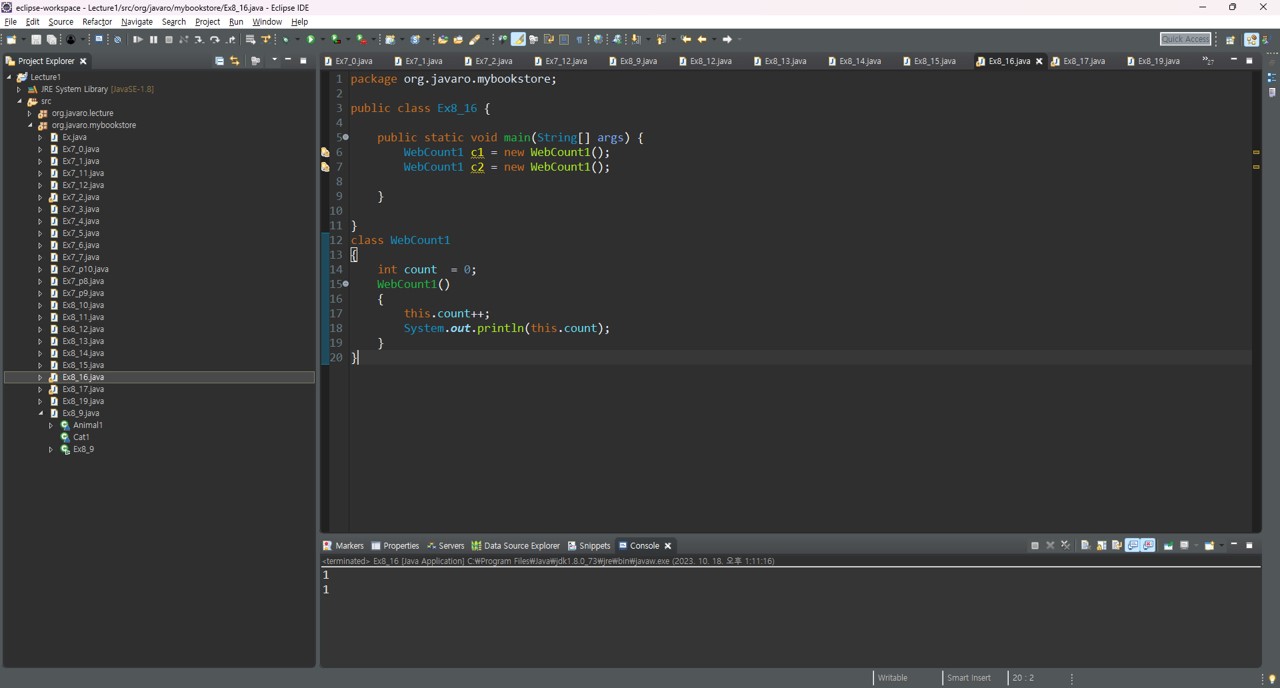 eclipse-workspace - Lecture1/src/org/javaro/mybookstore/Ex8_16.java - Eclipse IDE
File Edit Source Refactor Navigate Search Project Run Window Help
Quick Access
Project Explorer
Lecture1
JRE System Library [JavaSE-1.8]
src
org.javaro.lecture
org.javaro.mybookstore
Ex.java
Ex7_0.java
Ex7_1.java
Ex7_11.java
Ex7_12.java
Ex7_2.java
Ex7_3.java
Ex7_4.java
Ex7_5.java
Ex7_6.java
Ex7_7.java
Ex7_p10.java
Ex7_p8.java
Ex7_p9.java
Ex8_10.java
Ex8_11.java
Ex8_12.java
Ex8_13.java
Ex8_14.java
Ex8_15.java
Ex8_16.java
Ex8_17.java
Ex8_19.java
Ex8_9.java
Animal1
Cat1
Ex8_9
Ex7_0.java Ex7_1.java Ex7_2.java Ex7_12.java Ex8_9.java Ex8_12.java Ex8_13.java Ex8_14.java Ex8_15.java Ex8_16.java Ex8_17.java Ex8_19.java »27
1 package org.javaro.mybookstore;
2
3 public class Ex8_16 {
4
5 public static void main(String[] args) {
6 WebCount1 c1 = new WebCount1();
7 WebCount1 c2 = new WebCount1();
8
9 }
10
11 }
12 class WebCount1
13 {
14 int count  = 0;
15 WebCount1()
16 {
17 this.count++;
18 System.out.println(this.count);
19 }
20 }
Markers Properties Servers Data Source Explorer Snippets Console
<terminated> Ex8_16 [Java Application] C:₩Program Files₩Java₩jdk1.8.0_73₩jre₩bin₩javaw.exe (2023. 10. 18. 오후 1:11:16)
1
1
Writable Smart Insert 20 : 2